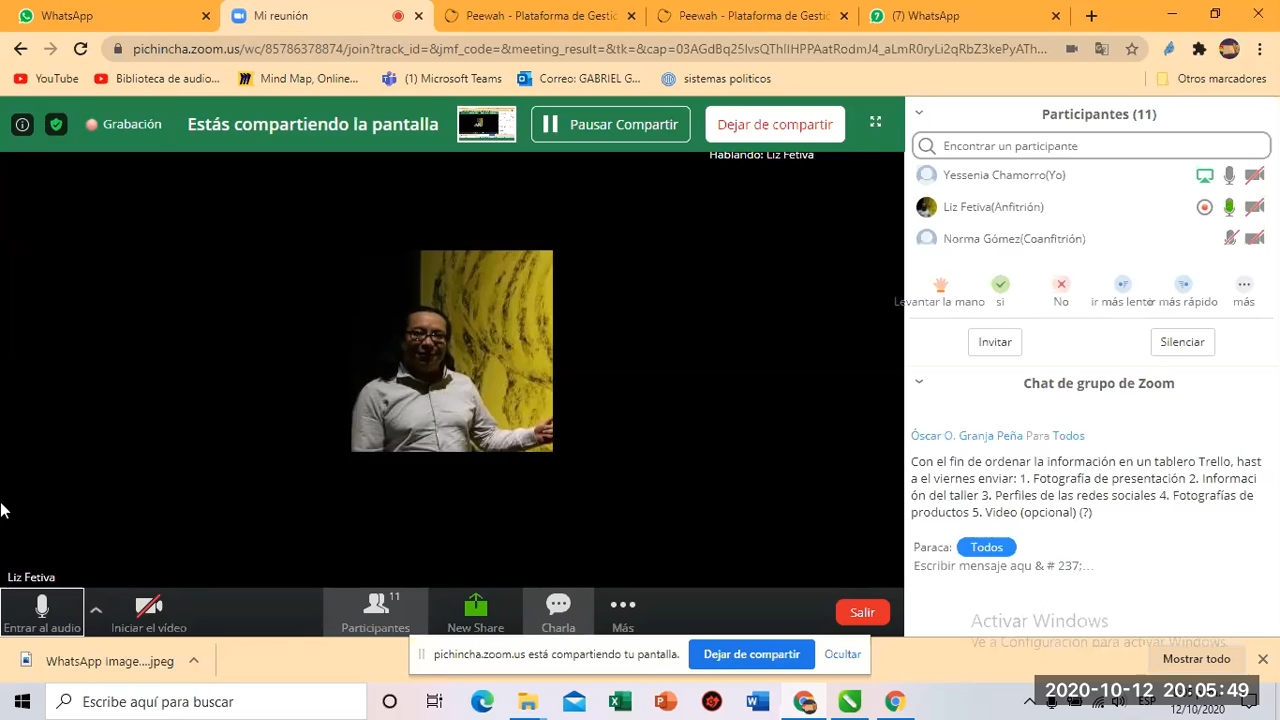 WhatsApp
Mi reunión
Peewah - Plataforma de Gestió
Peewah - Plataforma de Gestió
(7) WhatsApp
pichincha.zoom.us/wc/85786378874/join?track_id=&jmf_code=&meeting_result=&tk=&cap=03AGdBq25IvsQThIIHPPAatRodmJ4_aLmR0ryLi2qRbZ3kePyATh...
YouTube
Biblioteca de audio...
Mind Map, Online...
(1) Microsoft Teams
Correo: GABRIEL G...
sistemas politicos
Otros marcadores
Grabación
Estás compartiendo la pantalla
Pausar Compartir
Dejar de compartir
Hablando: Liz Fetiva
Participantes (11)
Encontrar un participante
Yessenia Chamorro(Yo)
Liz Fetiva(Anfitrión)
Norma Gómez(Coanfitrión)
Levantar la mano
si
No
ir más lento
ir más rápido
más
Invitar
Silenciar
Chat de grupo de Zoom
Óscar O. Granja Peña Para Todos
Con el fin de ordenar la información en un tablero Trello, hast
a el viernes enviar: 1. Fotografía de presentación 2. Informaci
ón del taller 3. Perfiles de las redes sociales 4. Fotografías de
productos 5. Video (opcional) (?)
Paraca: Todos
Escribir mensaje aqu & # 237;...
Liz Fetiva
Entrar al audio
Iniciar el vídeo
11
Participantes
New Share
Charla
Más
Salir
Activar Windows
Ve a Configuración para activar Windows.
pichincha.zoom.us está compartiendo tu pantalla.
Dejar de compartir
Ocultar
WhatsApp Image....jpeg
Mostrar todo
Escribe aquí para buscar
ESP
2020-10-12 20:05:49
12/10/2020